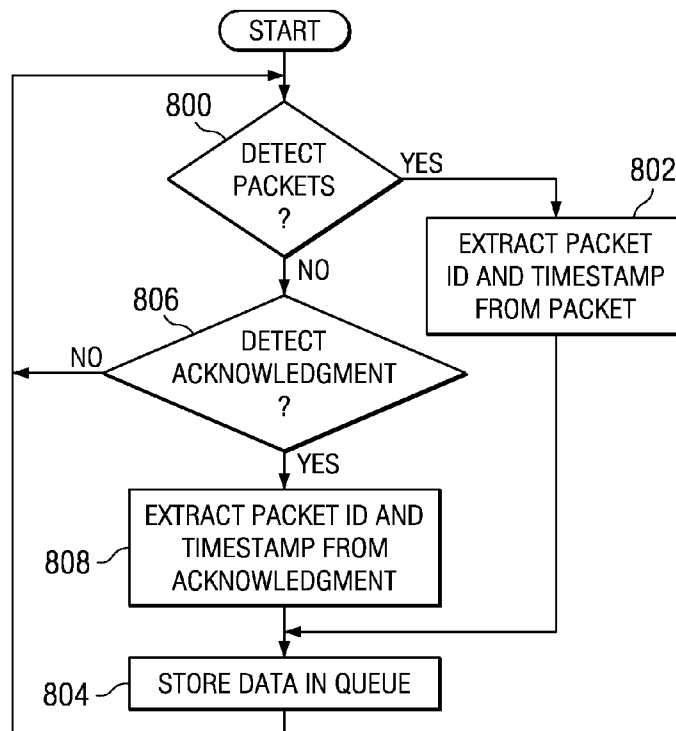 START
800
DETECT
PACKETS
?
YES
802
EXTRACT PACKET
ID AND TIMESTAMP
FROM PACKET
NO
806
DETECT
ACKNOWLEDGMENT
?
NO
YES
EXTRACT PACKET ID AND
TIMESTAMP FROM
ACKNOWLEDGMENT
808
STORE DATA IN QUEUE
804